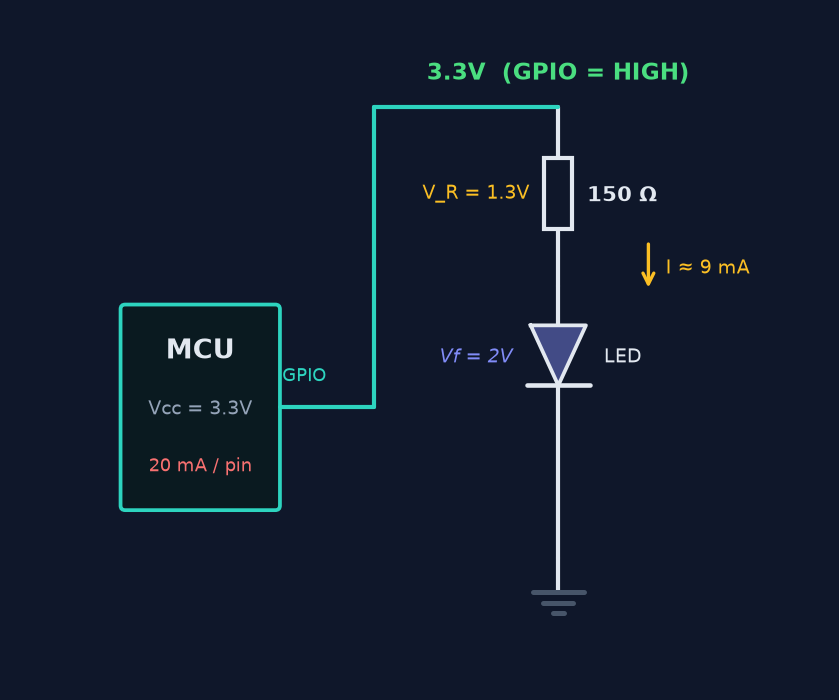 3.3V  (GPIO = HIGH)
V_R = 1.3V
150 Ω
I ≈ 9 mA
MCU
Vf = 2V
LED
GPIO
Vcc = 3.3V
20 mA / pin